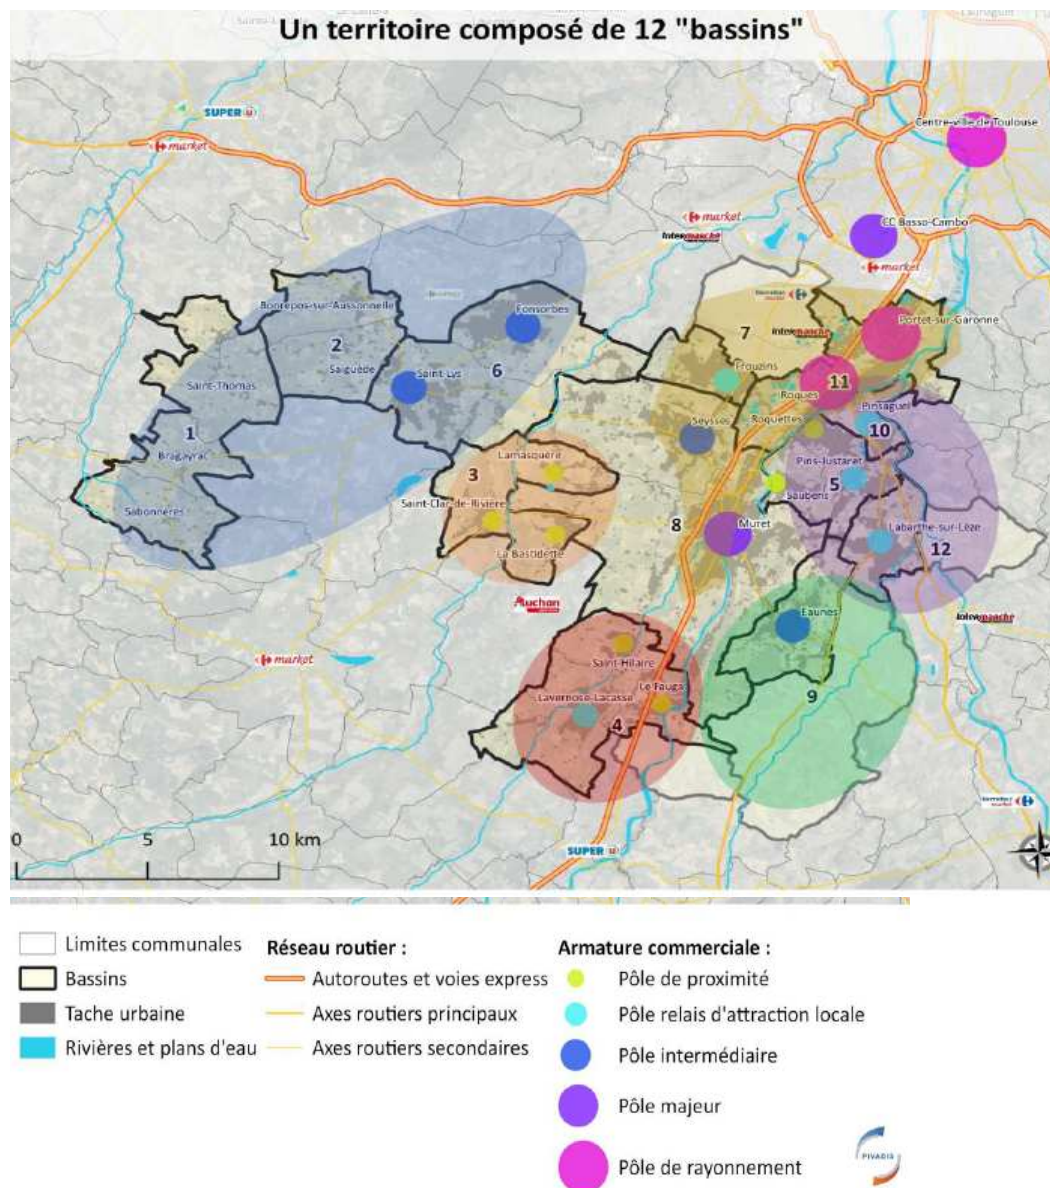 Un territoire composé de 12 "bassins"
SUPER U
market
Centre-ville de Toulouse
market
CC Basso-Cambo
Intermarché
market
Bonrepos-sur-Aussonnelle
Fonsorbes
Intermarché
Portet-sur-Garonne
7
2
Saiguède
Saint-Lys
6
Frouzins
11
Saint-Thomas
Roques
Pinsaguel
Roquettes
Seysses
10
1
Bragayrac
Lamasquère
Pins-Justaret
3
5
Saint-Clar-de-Rivière
Saubens
Sabonnères
8
Muret
Labarthe-sur-Lèze
La Bastidette
12
Auchan
Eaunes
Intermarché
market
Saint-Hilaire
Le Fauga
Lavernose-Lacasse
9
4
0 5 10 km
SUPER U
Limites communales
Bassins
Tache urbaine
Rivières et plans d'eau
Réseau routier :
Autoroutes et voies express
Axes routiers principaux
Axes routiers secondaires
Armature commerciale :
Pôle de proximité
Pôle relais d'attraction locale
Pôle intermédiaire
Pôle majeur
Pôle de rayonnement
PIVADIS